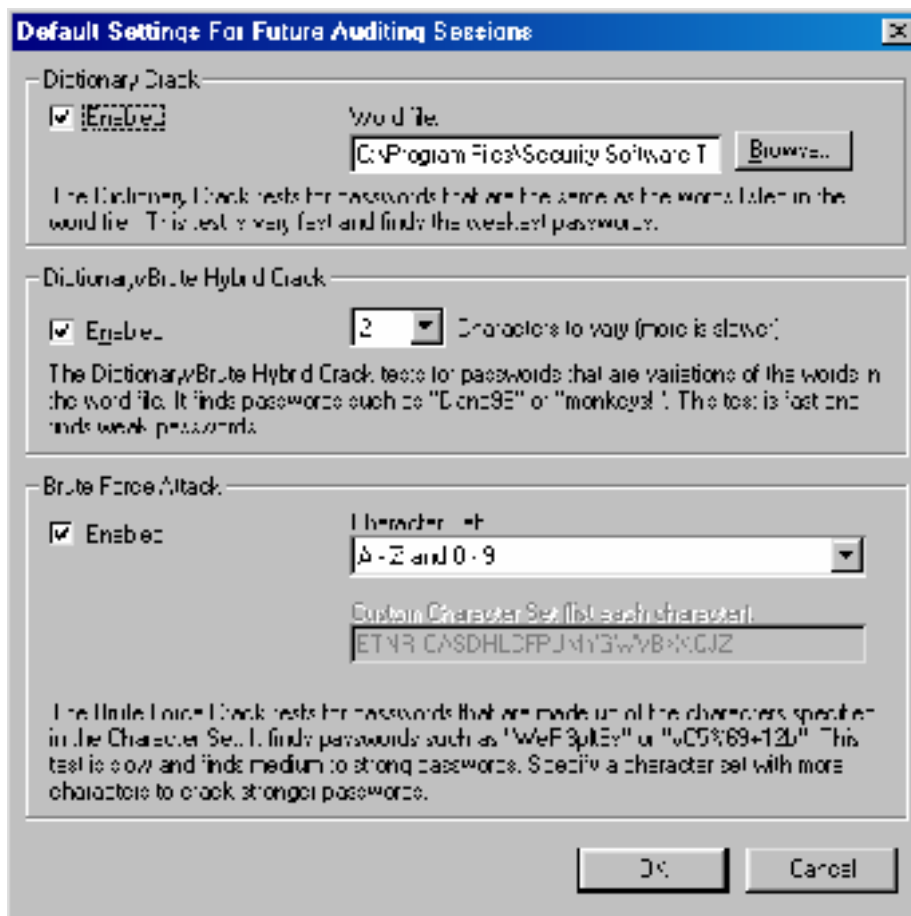 Default Settings For Future Auditing Sessions
Dictionary Crack
Enabled
Word file:
C:\Program Files\Security Software T
Browse...
The Dictionary Crack tests for passwords that are the same as the words listed in the
word file. This test is very fast and finds the weakest passwords.
Dictionary/Brute Hybrid Crack
Enabled
2
Characters to vary (more is slower)
The Dictionary/Brute Hybrid Crack tests for passwords that are variations of the words in
the word file. It finds passwords such as or "monkeys!". This test is fast and
finds weak passwords.
Brute Force Attack
Enabled
Character Set:
A - Z and 0 - 9
Custom Character Set (list each character):
The Brute Force Crack tests for passwords that are made up of the characters specified
in the Character Set. It finds passwords such as or This
test is slow and finds medium to strong passwords. Specify a character set with more
characters to crack stronger passwords.
OK
Cancel